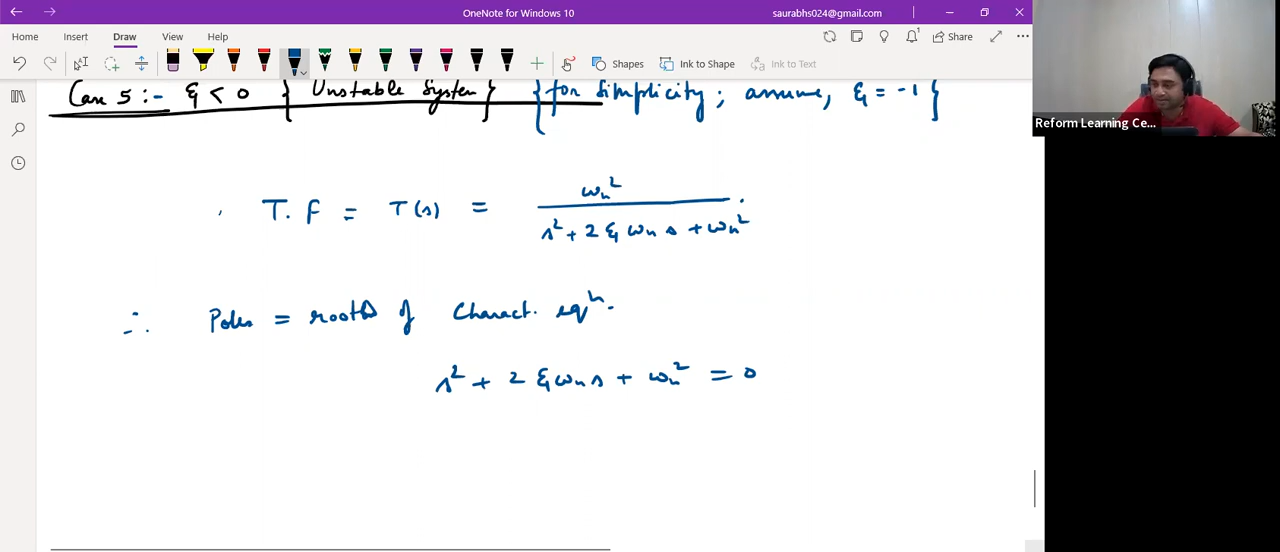 OneNote for Windows 10
saurabhs024@gmail.com
Home Insert Draw View Help
Share
Shapes Ink to Shape Ink to Text
Reform Learning Ce...
Case 5 :- ξ < 0 { Unstable System } { for Simplicity ; assume, ξ = -1 }
T. F = T(s) = ωn² / (s² + 2 ξ ωn s + ωn²)
∴ Poles = roots of Charact. eqⁿ.
s² + 2 ξ ωn s + ωn² = 0